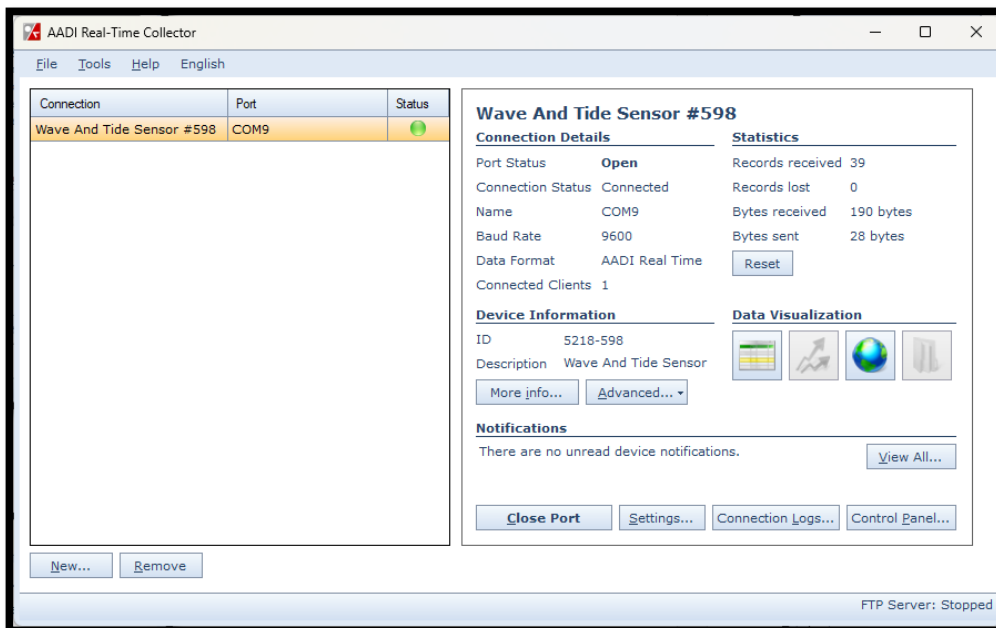 AADI Real-Time Collector
File Tools Help English
Connection Port Status
Wave And Tide Sensor #598 COM9
Wave And Tide Sensor #598
Connection Details
Port Status Open
Connection Status Connected
Name COM9
Baud Rate 9600
Data Format AADI Real Time
Connected Clients 1
Statistics
Records received 39
Records lost 0
Bytes received 190 bytes
Bytes sent 28 bytes
Reset
Device Information
ID 5218-598
Description Wave And Tide Sensor
More info... Advanced...
Data Visualization
Notifications
There are no unread device notifications.
View All...
Close Port Settings... Connection Logs... Control Panel...
New... Remove
FTP Server: Stopped